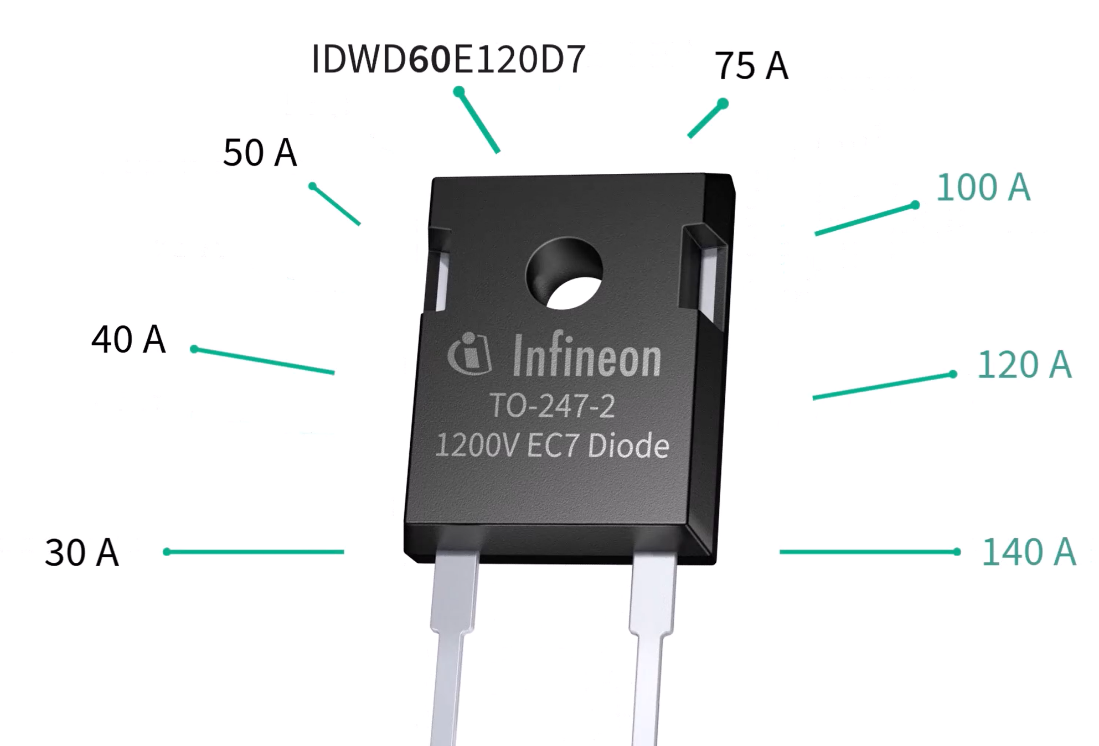 IDWD60E120D7
75 A
50 A
100 A
40 A
120 A
30 A
140 A
Infineon
TO-247-2
1200V EC7 Diode